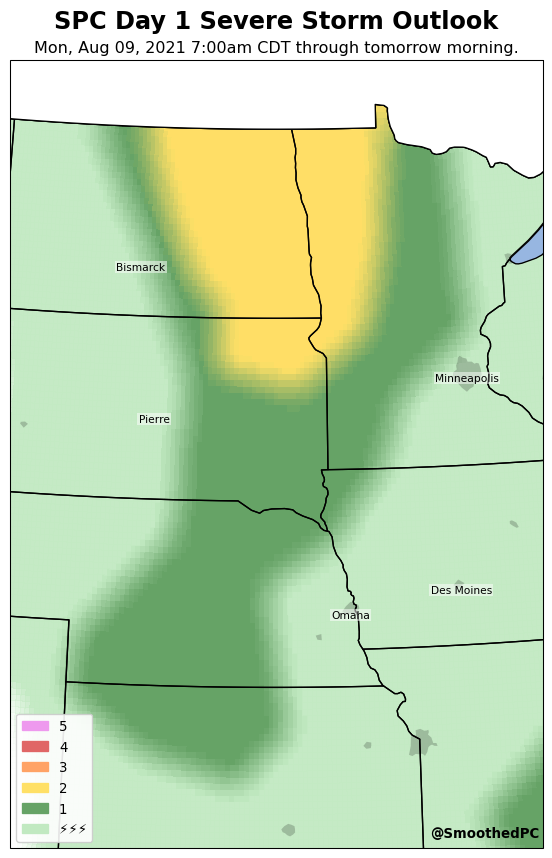 SPC Day 1 Severe Storm Outlook
Mon, Aug 09, 2021 7:00am CDT through tomorrow morning.
Bismarck
Minneapolis
Pierre
Des Moines
Omaha
5
4
3
2
1
⚡⚡⚡
@SmoothedPC